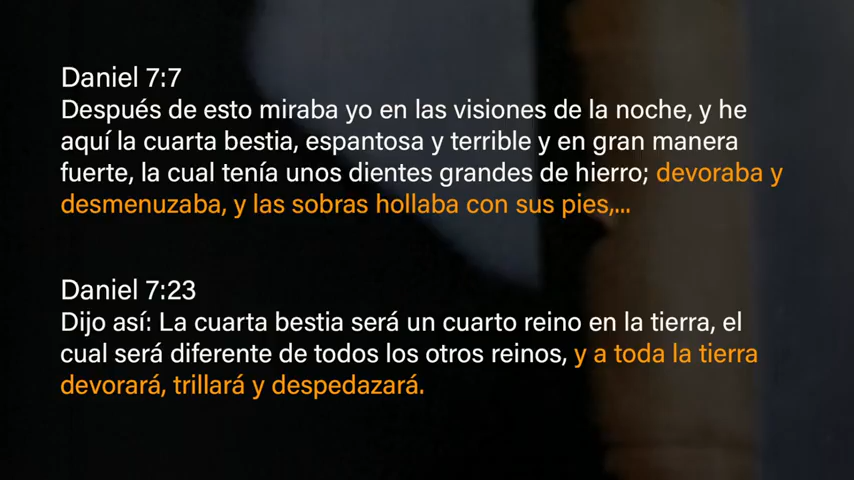 Daniel 7:7
Después de esto miraba yo en las visiones de la noche, y he
aquí la cuarta bestia, espantosa y terrible y en gran manera
fuerte, la cual tenía unos dientes grandes de hierro; devoraba y
desmenuzaba, y las sobras hollaba con sus pies,...
Daniel 7:23
Dijo así: La cuarta bestia será un cuarto reino en la tierra, el
cual será diferente de todos los otros reinos, y a toda la tierra
devorará, trillará y despedazará.